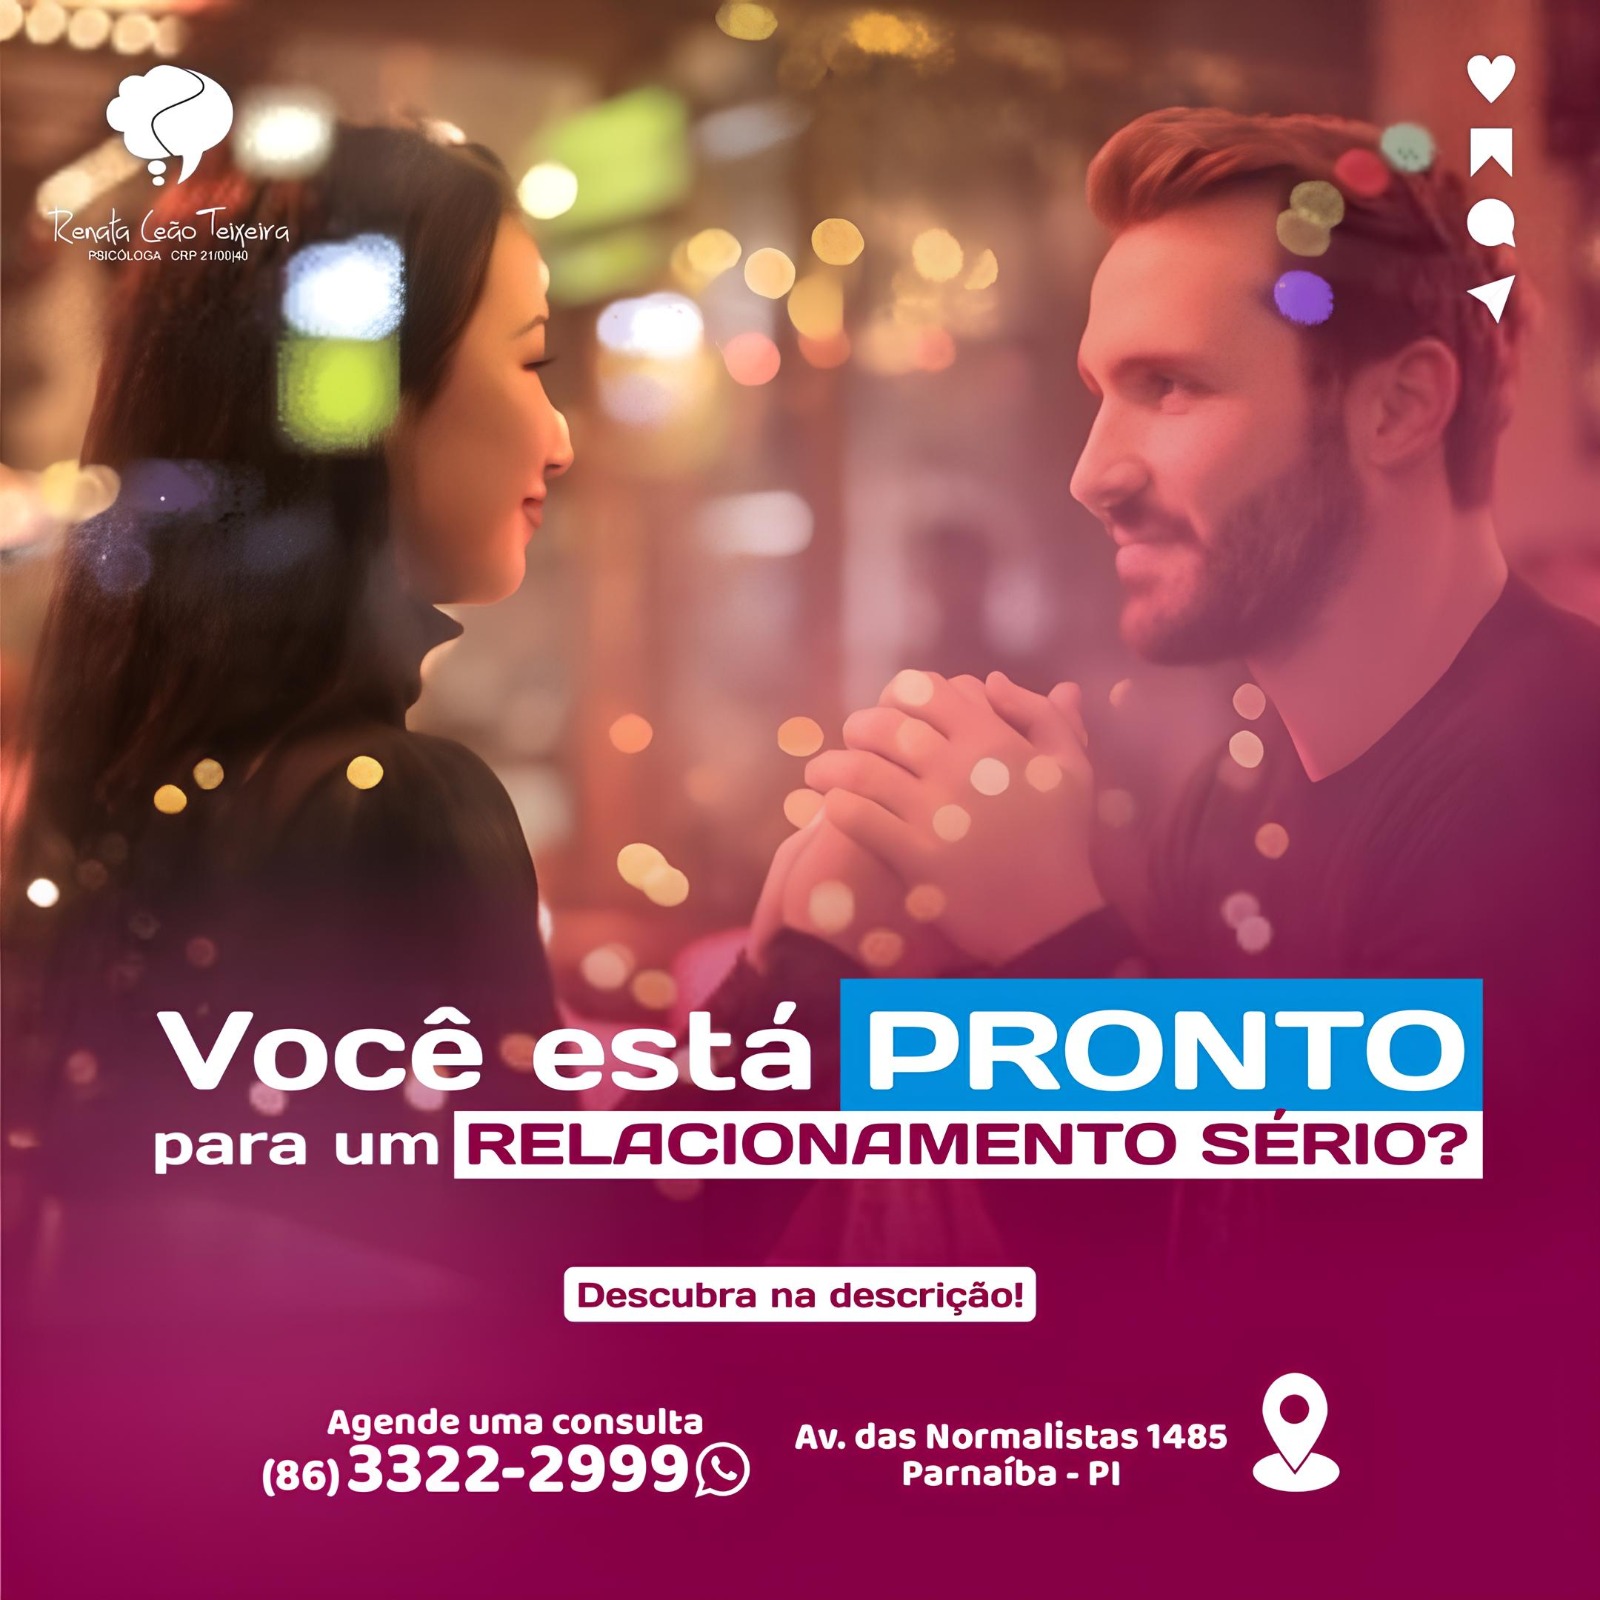 Renata Leão Teixeira
PSICÓLOGA CRP 21/00|40
Você está PRONTO
para um RELACIONAMENTO SÉRIO?
Descubra na descrição!
Agende uma consulta
(86) 3322-2999
Av. das Normalistas 1485
Parnaíba - PI